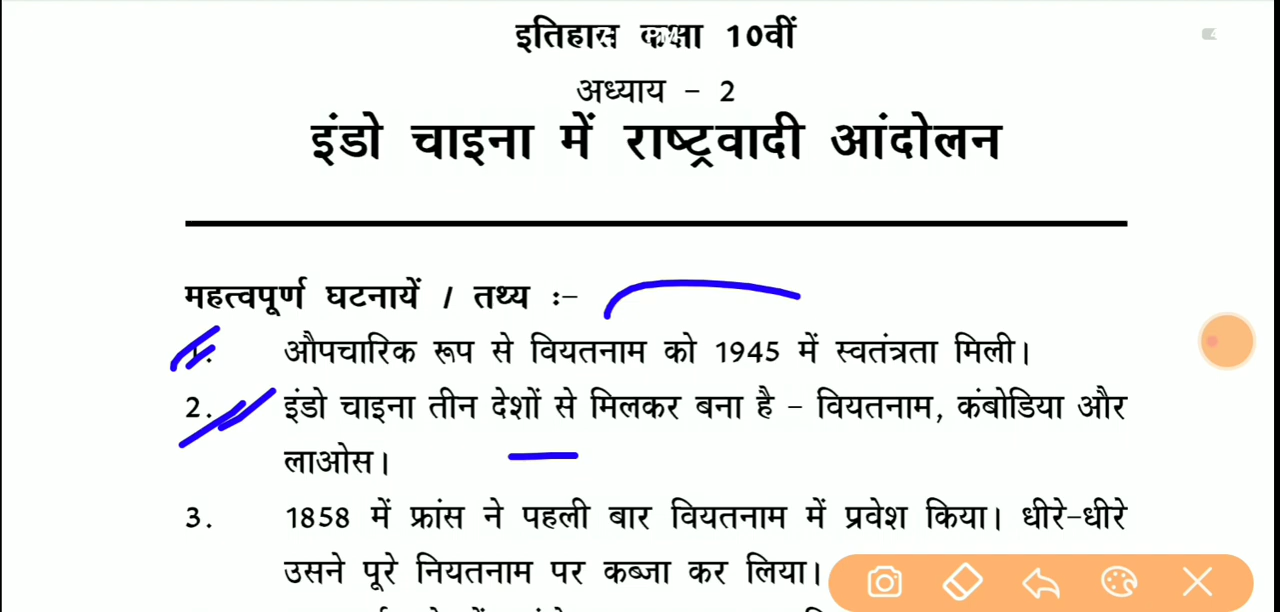 इतिहास कक्षा 10वीं
अध्याय - 2
इंडो चाइना में राष्ट्रवादी आंदोलन
महत्वपूर्ण घटनायें / तथ्य :-
1. औपचारिक रूप से वियतनाम को 1945 में स्वतंत्रता मिली।
2. इंडो चाइना तीन देशों से मिलकर बना है - वियतनाम, कंबोडिया और
लाओस।
3. 1858 में फ्रांस ने पहली बार वियतनाम में प्रवेश किया। धीरे-धीरे
उसने पूरे नियतनाम पर कब्जा कर लिया।